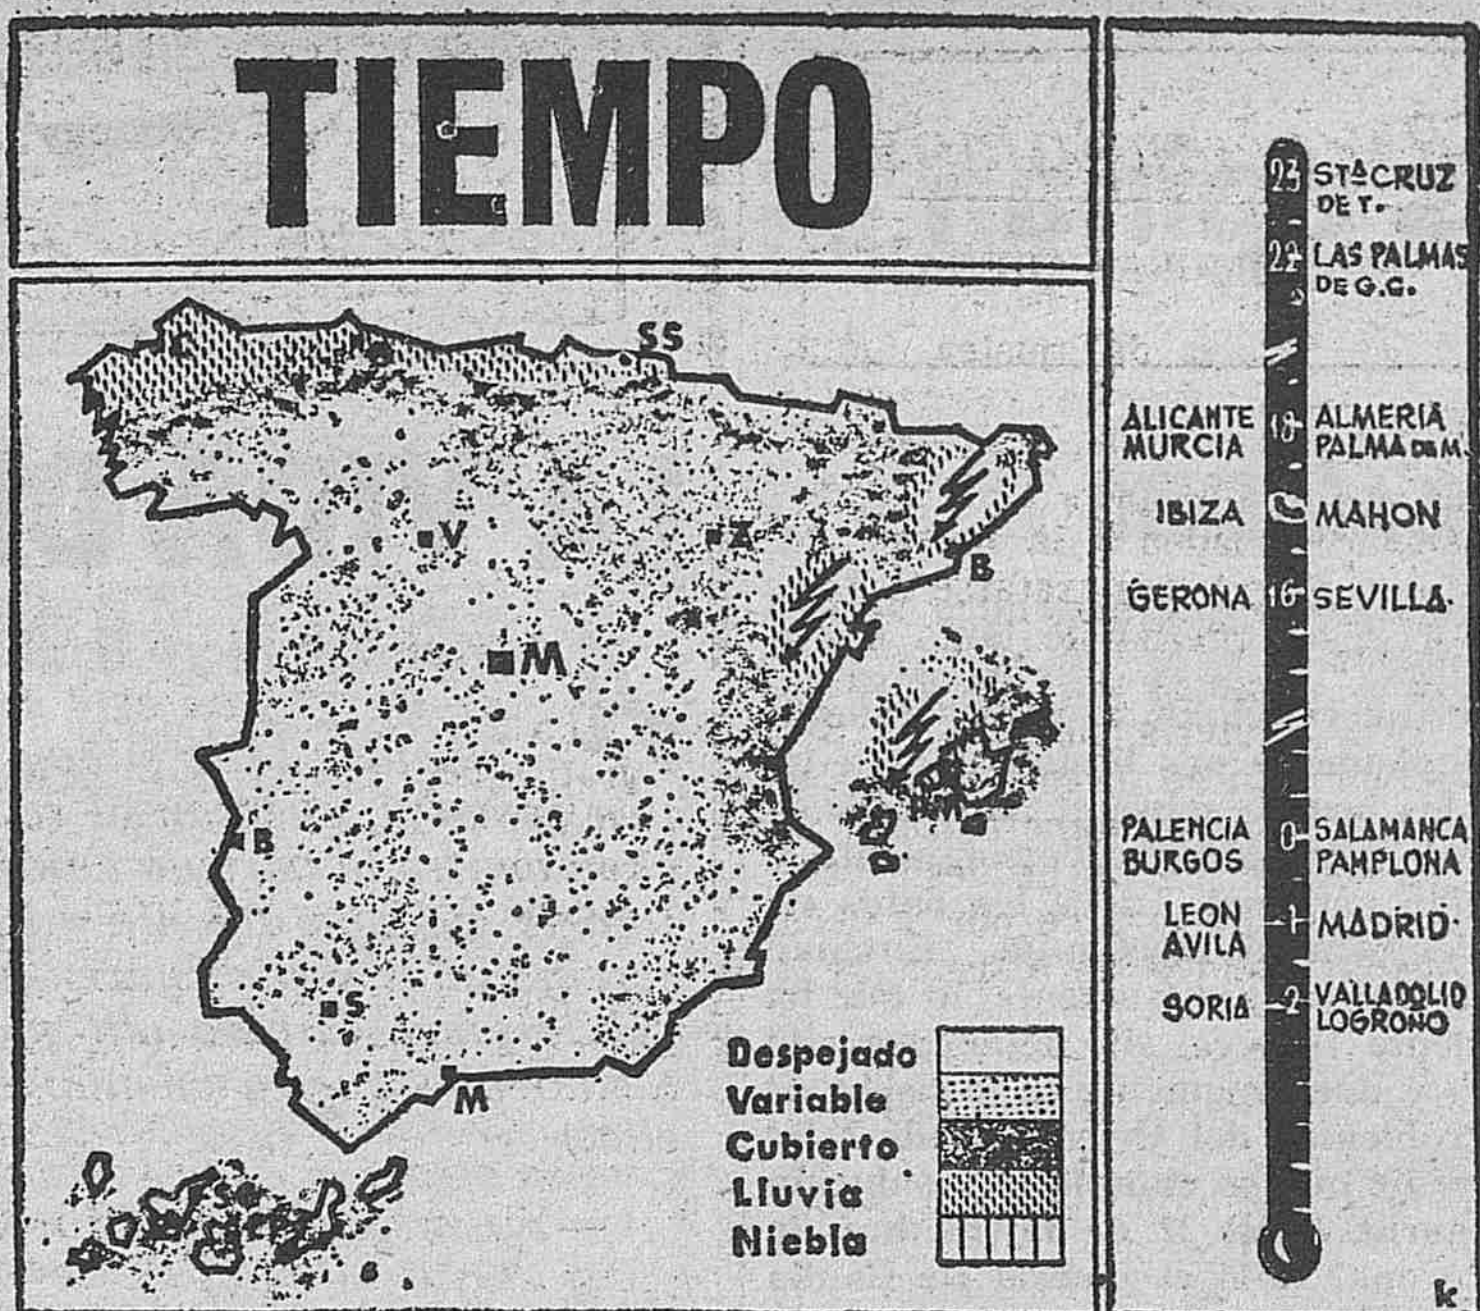 TIEMPO
SS
V
Z
B
M
B
S
M
PM
Despejado
Variable
Cubierto
Lluvia
Niebla
23 STª CRUZ
DE T.
22 LAS PALMAS
DE G.C.
ALICANTE 18 ALMERIA
MURCIA PALMA DE M.
IBIZA MAHON
GERONA 16 SEVILLA.
PALENCIA 0 SALAMANCA
BURGOS PAMPLONA
LEON -1 MADRID.
AVILA
SORIA -2 VALLADOLID
LOGROÑO
k